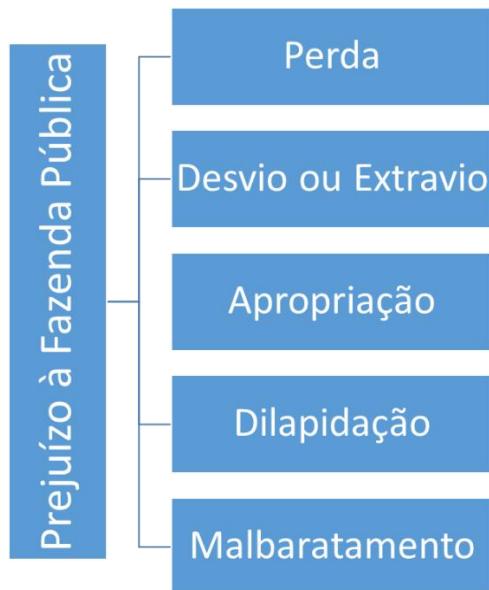 Prejuízo à Fazenda Pública
Perda
Desvio ou Extravio
Apropriação
Dilapidação
Malbaratamento